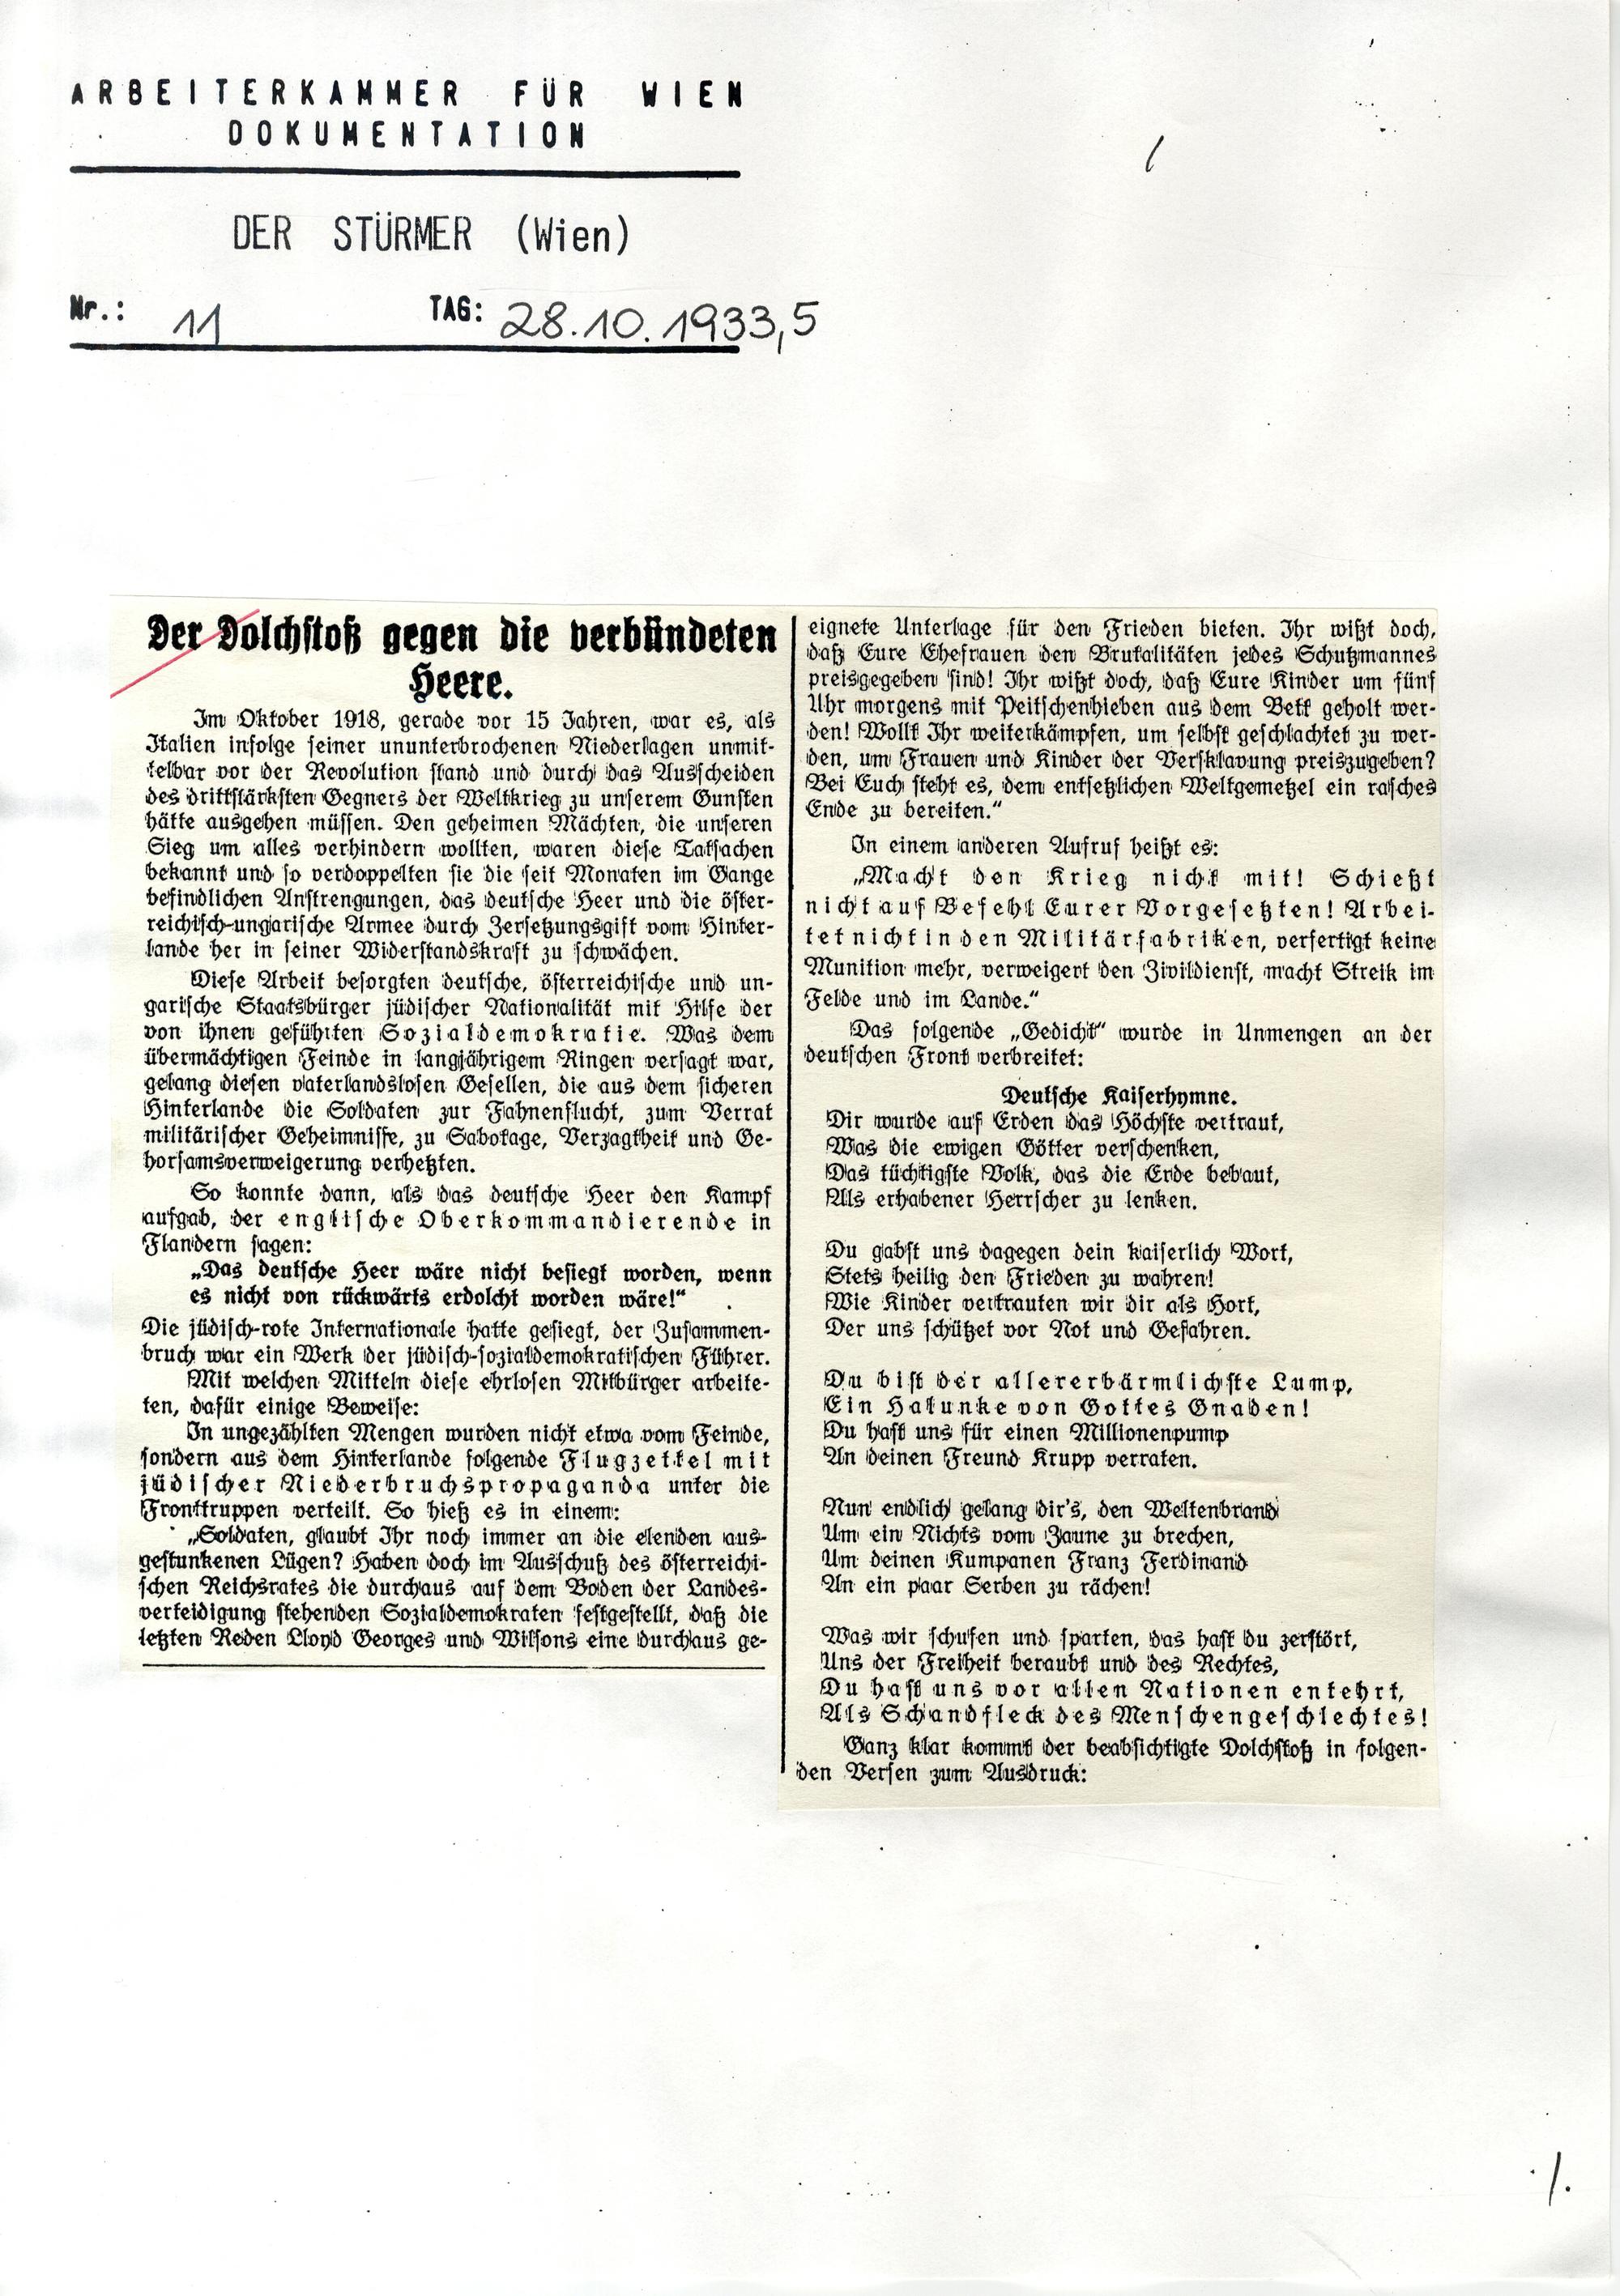 ARBEITERKAMMER FÜR WIEN
DOKUMENTATION
DER STÜRMER (Wien)
Nr.: 11 TAG: 28.10.1933,5
Der Dolchstoß gegen die verbündeten
Heere.
Im Oktober 1918, gerade vor 15 Jahren, war es, als
Italien infolge seiner ununterbrochenen Niederlagen unmit-
telbar vor der Revolution stand und durch das Ausscheiden
des drittstärksten Gegners der Weltkrieg zu unserem Gunsten
hätte ausgehen müssen. Den geheimen Mächten, die unseren
Sieg um alles verhindern wollten, waren diese Tatsachen
bekannt und so verdoppelten sie die seit Monaten im Gange
befindlichen Anstrengungen, das deutsche Heer und die öster-
reichisch-ungarische Armee durch Zersetzungsgift vom Hinter-
lande her in seiner Widerstandskraft zu schwächen.
Diese Arbeit besorgten deutsche, österreichische und un-
garische Staatsbürger jüdischer Nationalität mit Hilfe der
von ihnen geführten Sozialdemokratie. Was dem
übermächtigen Feinde in langjährigem Ringen versagt war,
gelang diesen vaterlandslosen Gesellen, die aus dem sicheren
Hinterlande die Soldaten zur Fahnenflucht, zum Verrat
militärischer Geheimnisse, zu Sabotage, Verzagtheit und Ge-
horsamsverweigerung verhetzten.
So konnte dann, als das deutsche Heer den Kampf
aufgab, der englische Oberkommandierende in
Flandern sagen:
„Das deutsche Heer wäre nicht besiegt worden, wenn
es nicht von rückwärts erdolcht worden wäre!“
Die jüdisch-rote Internationale hatte gesiegt, der Zusammen-
bruch war ein Werk der jüdisch-sozialdemokratischen Führer.
Mit welchen Mitteln diese ehrlosen Mitbürger arbeite-
ten, dafür einige Beweise:
In ungezählten Mengen wurden nicht etwa vom Feinde,
sondern aus dem Hinterlande folgende Flugzettel mit
jüdischer Niederbruchspropaganda unter die
Fronttruppen verteilt. So hieß es in einem:
„Soldaten, glaubt Ihr noch immer an die elenden aus-
gestunkenen Lügen? Haben doch im Ausschuß des österreichi-
schen Reichsrates die durchaus auf dem Boden der Landes-
verteidigung stehenden Sozialdemokraten festgestellt, daß die
letzten Reden Lloyd Georges und Wilsons eine durchaus ge-
eignete Unterlage für den Frieden bieten. Ihr wißt doch,
daß Eure Ehefrauen den Brutalitäten jedes Schutzmannes
preisgegeben sind! Ihr wißt doch, daß Eure Kinder um fünf
Uhr morgens mit Peitschenhieben aus dem Bett geholt wer-
den! Wollt Ihr weiterkämpfen, um selbst geschlachtet zu wer-
den, um Frauen und Kinder der Versklavung preiszugeben?
Bei Euch steht es, dem entsetzlichen Weltgemetzel ein rasches
Ende zu bereiten.“
In einem anderen Aufruf heißt es:
„Macht den Krieg nicht mit! Schießt
nicht auf Befehl Eurer Vorgesetzten! Arbei-
tet nicht in den Militärfabriken, verfertigt keine
Munition mehr, verweigert den Zivildienst, macht Streik im
Felde und im Lande.“
Das folgende „Gedicht“ wurde in Unmengen an der
deutschen Front verbreitet:
Deutsche Kaiserhymne.
Dir wurde auf Erden das Höchste vertraut,
Was die ewigen Götter verschenken,
Das tüchtigste Volk, das die Erde bebaut,
Als erhabener Herrscher zu lenken.
Du gabst uns dagegen dein kaiserlich Wort,
Stets heilig den Frieden zu wahren!
Wie Kinder vertrauten wir dir als Hort,
Der uns schützet vor Not und Gefahren.
Du bist der allererbärmlichste Lump,
Ein Halunke von Gottes Gnaden!
Du hast uns für einen Millionenpump
An deinen Freund Krupp verraten.
Nun endlich gelang dir's, den Weltenbrand
Um ein Nichts vom Zaune zu brechen,
Um deinen Kumpanen Franz Ferdinand
An ein paar Serben zu rächen!
Was wir schufen und sparten, das hast du zerstört,
Uns der Freiheit beraubt und des Rechtes,
Du hast uns vor allen Nationen entehrt,
Als Schandfleck des Menschengeschlechtes!
Ganz klar kommt der beabsichtigte Dolchstoß in folgen-
den Versen zum Ausdruck:
./.